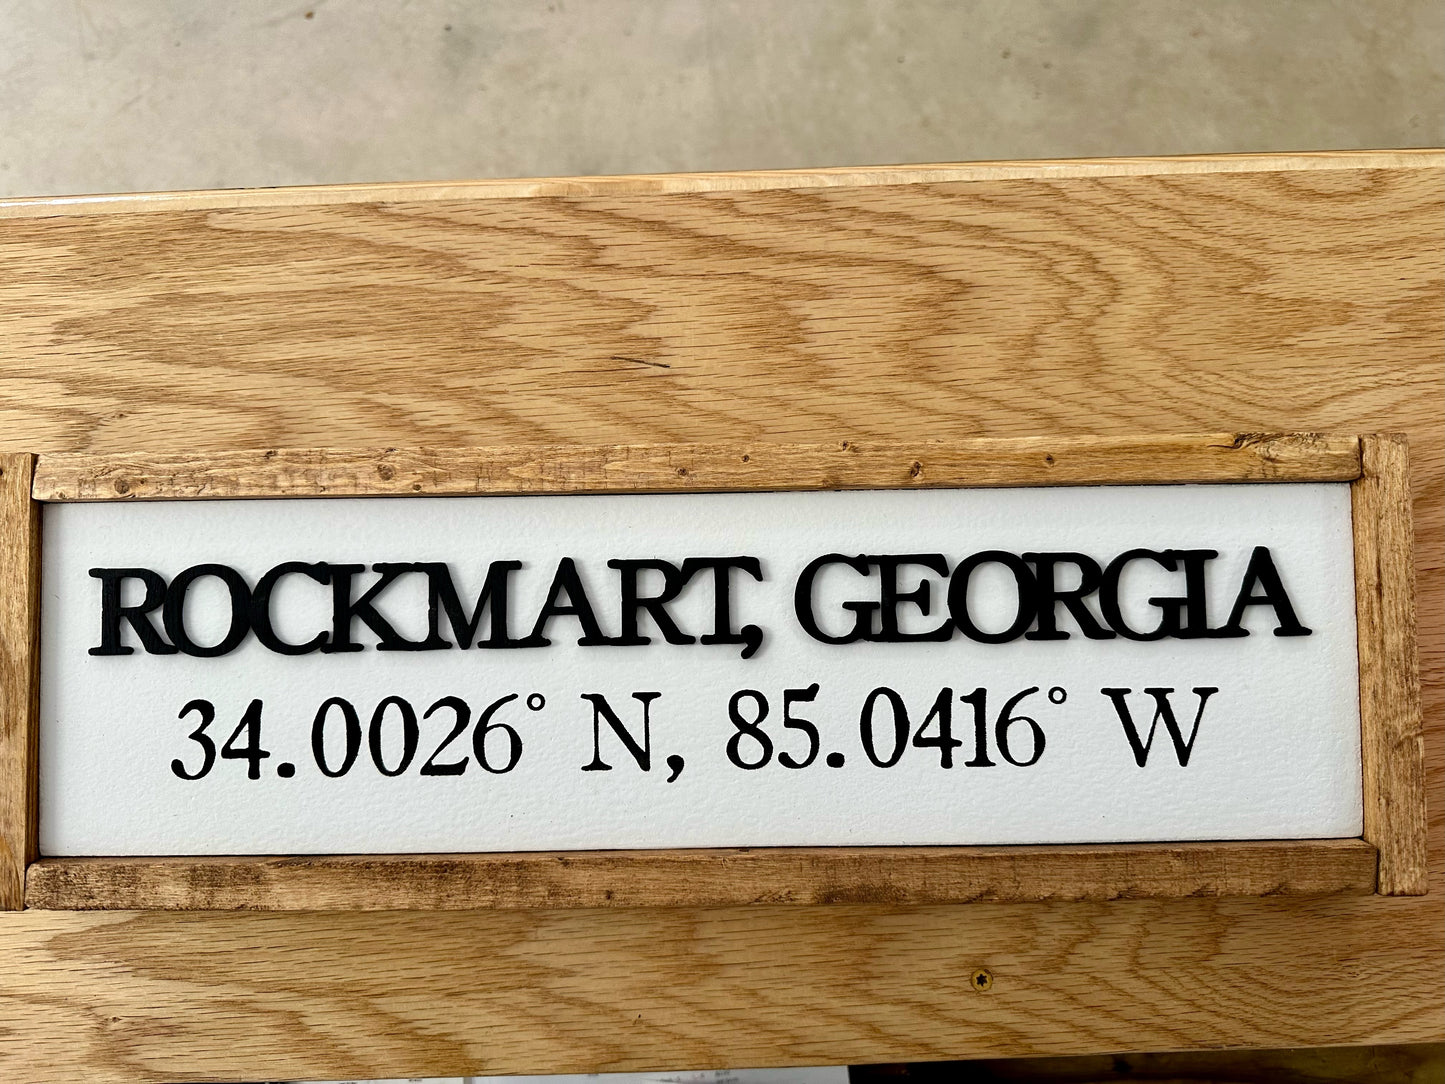 ROCKMART, GEORGIA
34.0026° N, 85.0416° W